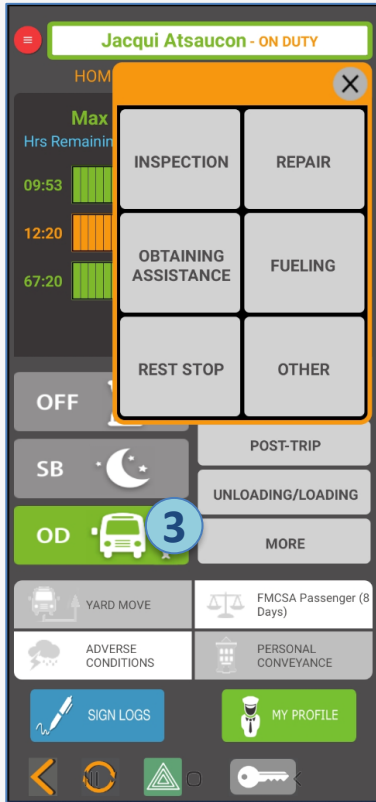 Jacqui Atsaucon - ON DUTY
HOM
Max
Hrs Remainin
09:53
12:20
67:20
INSPECTION
REPAIR
OBTAINING
ASSISTANCE
FUELING
REST STOP
OTHER
OFF
SB
OD
3
POST-TRIP
UNLOADING/LOADING
MORE
YARD MOVE
FMCSA Passenger (8
Days)
ADVERSE
CONDITIONS
PERSONAL
CONVEYANCE
SIGN LOGS
MY PROFILE